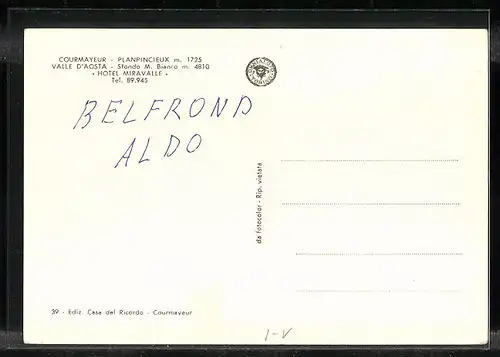 COURMAYEUR - PLANPINCIEUX m. 1725
VALLE D'AOSTA - Sfondo M. Bianco m. 4810
• HOTEL MIRAVALLE •
Tel. 89.945
BELFROND
ALDO
da fotocolor - Rip. vietata
39 - Ediz. Casa del Ricordo - Courmayeur
I-V